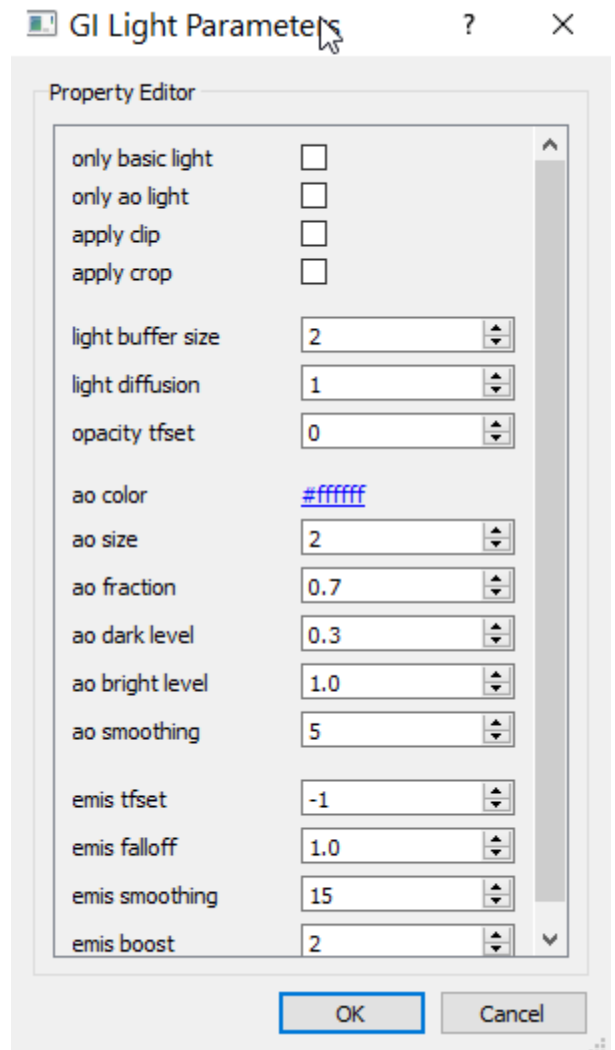 GI Light Parameters ?
Property Editor
only basic light
only ao light
apply clip
apply crop
light buffer size 2
light diffusion 1
opacity tfset 0
ao color #ffffff
ao size 2
ao fraction 0.7
ao dark level 0.3
ao bright level 1.0
ao smoothing 5
emis tfset -1
emis falloff 1.0
emis smoothing 15
emis boost 2
OK Cancel